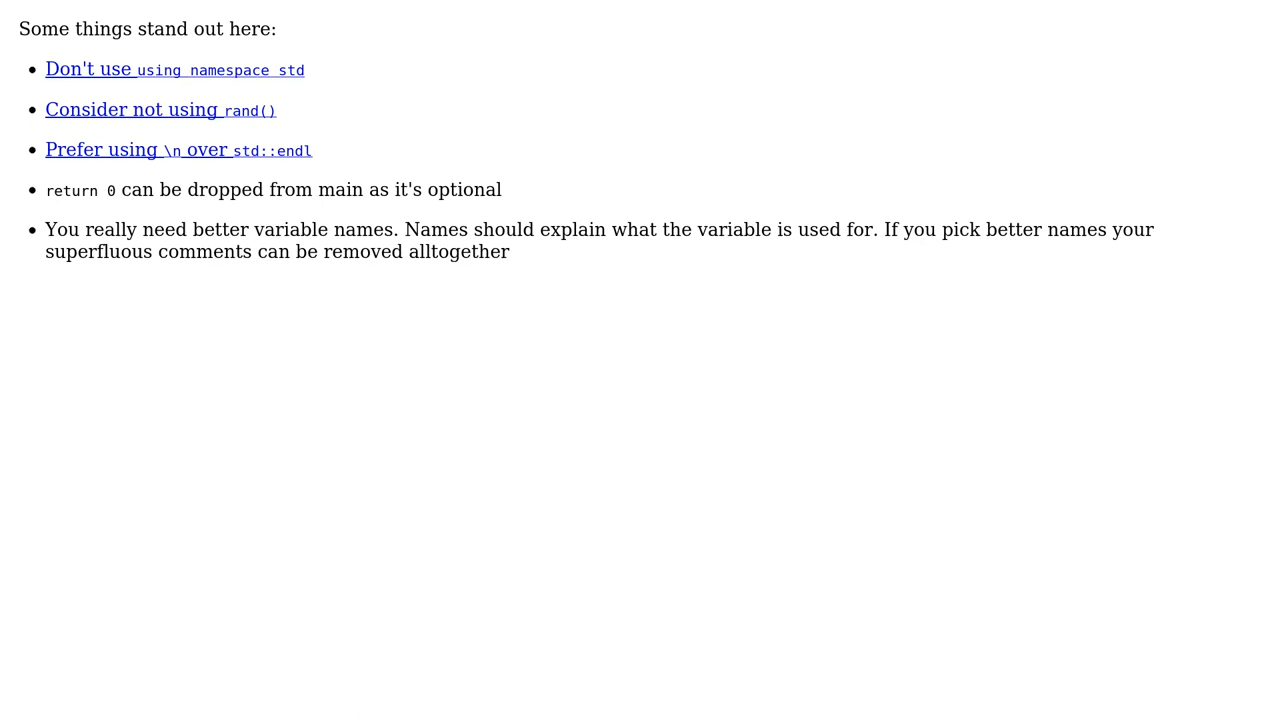 Some things stand out here:
• Don't use using namespace std
• Consider not using rand()
• Prefer using \n over std::endl
• return 0 can be dropped from main as it's optional
• You really need better variable names. Names should explain what the variable is used for. If you pick better names your
superfluous comments can be removed alltogether